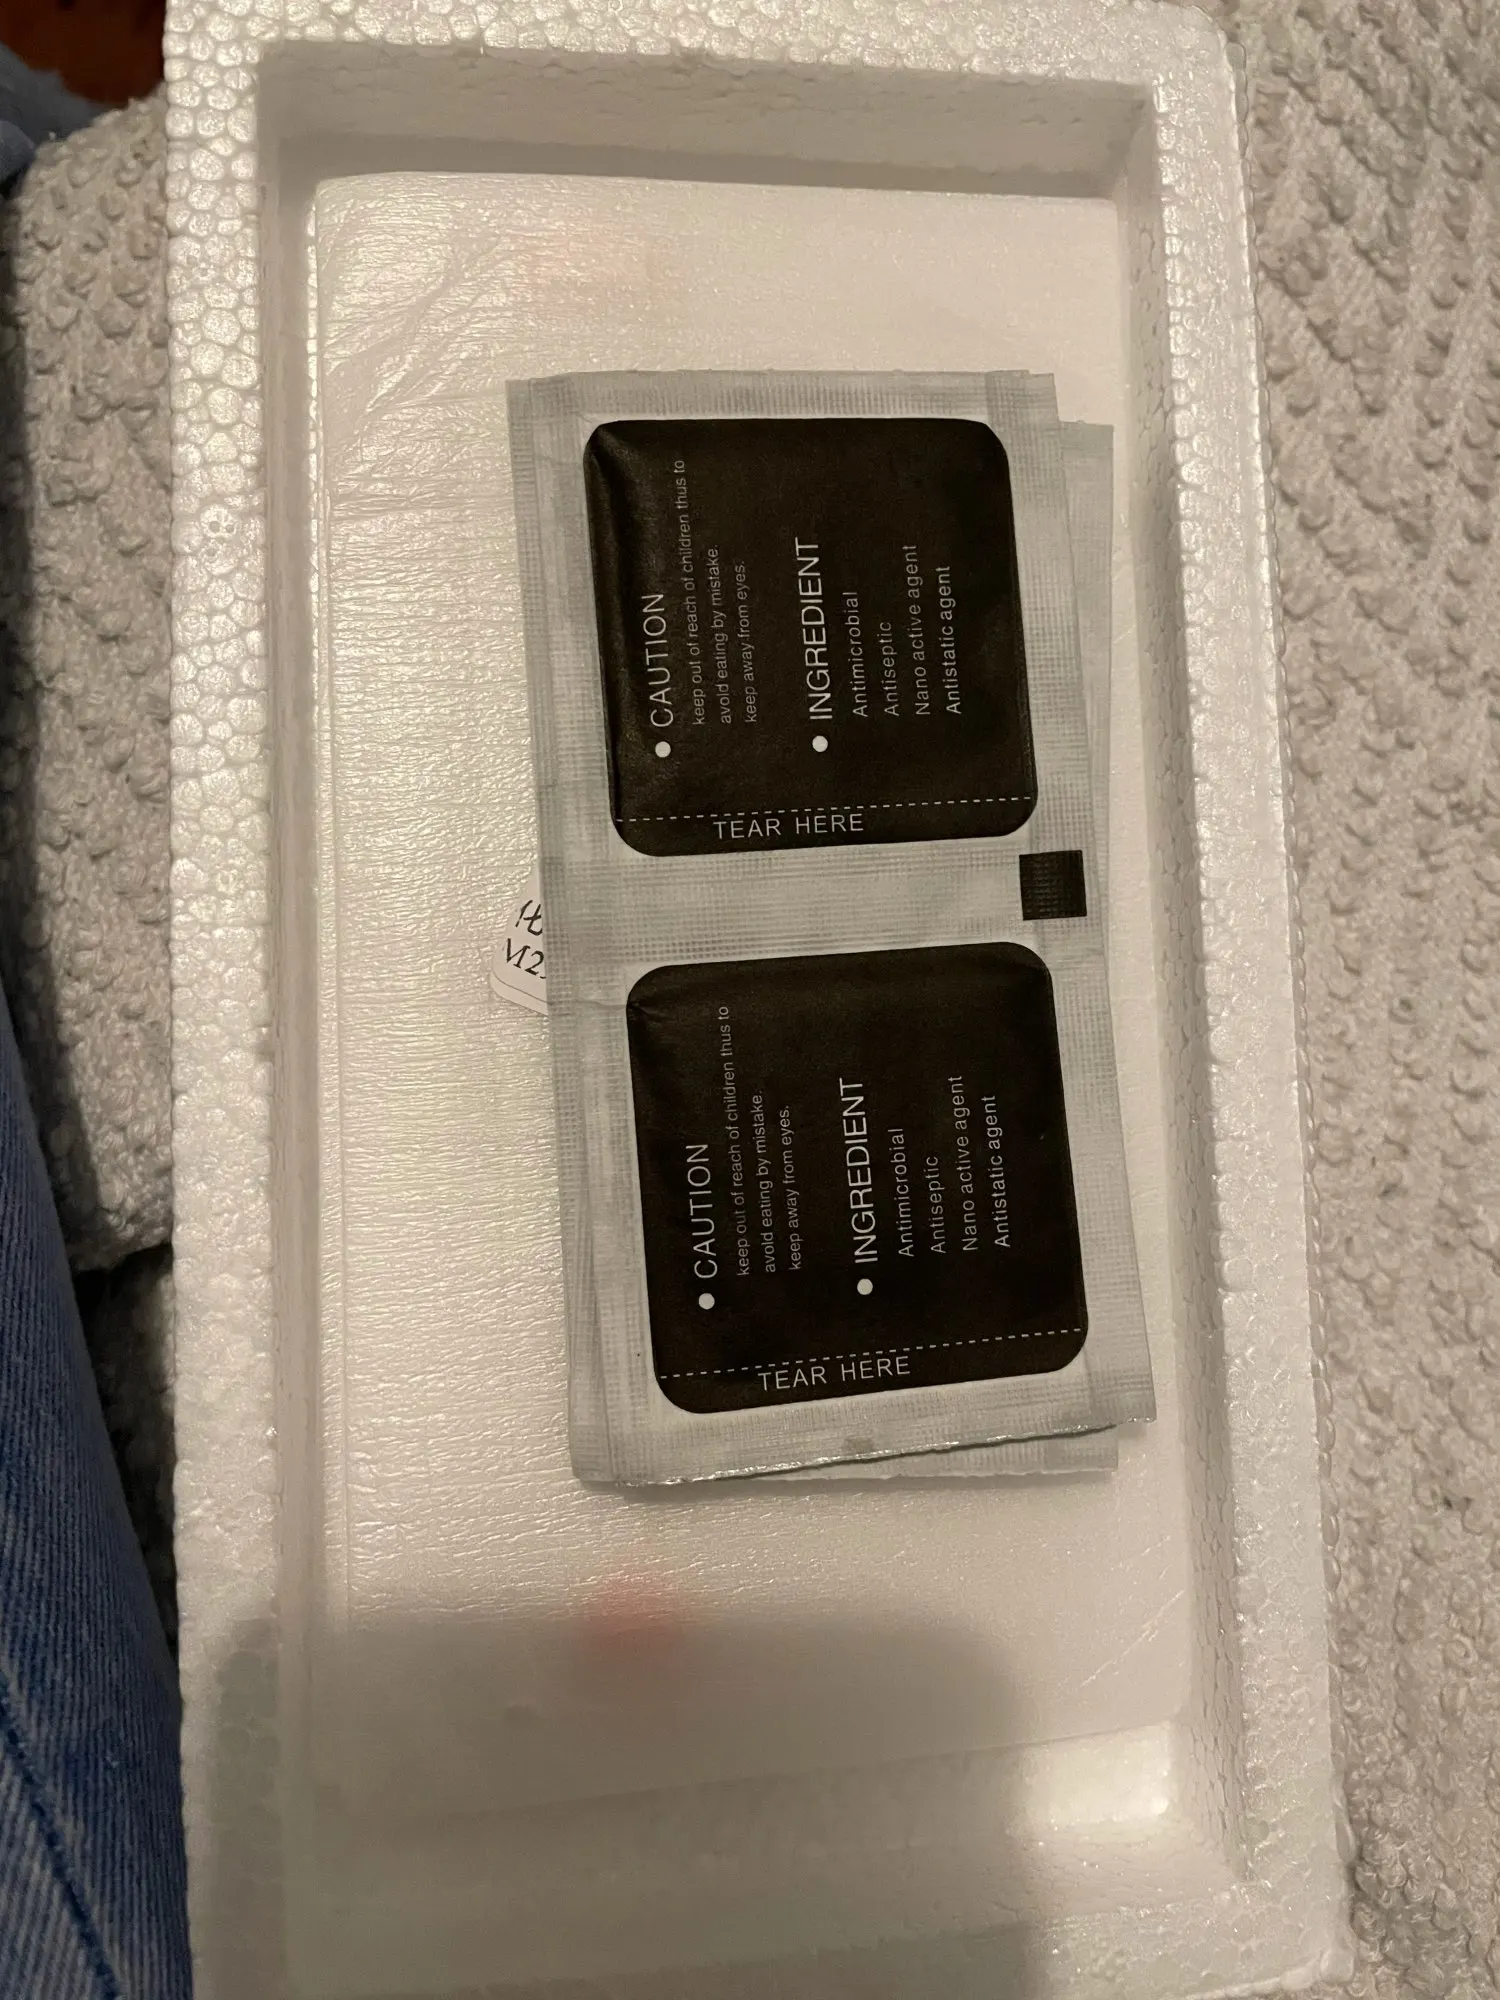 ● CAUTION
keep out of reach of children thus to
avold eating by mistake.
keep away from eyes.
● INGREDIENT
Antimicrobial
Antiseptic
Nano active agent
Antistatic agent
TEAR HERE
● CAUTION
keep out of reach of children thus to
avold eating by mistake.
keep away from eyes.
● INGREDIENT
Antimicrobial
Antiseptic
Nano active agent
Antistatic agent
TEAR HERE